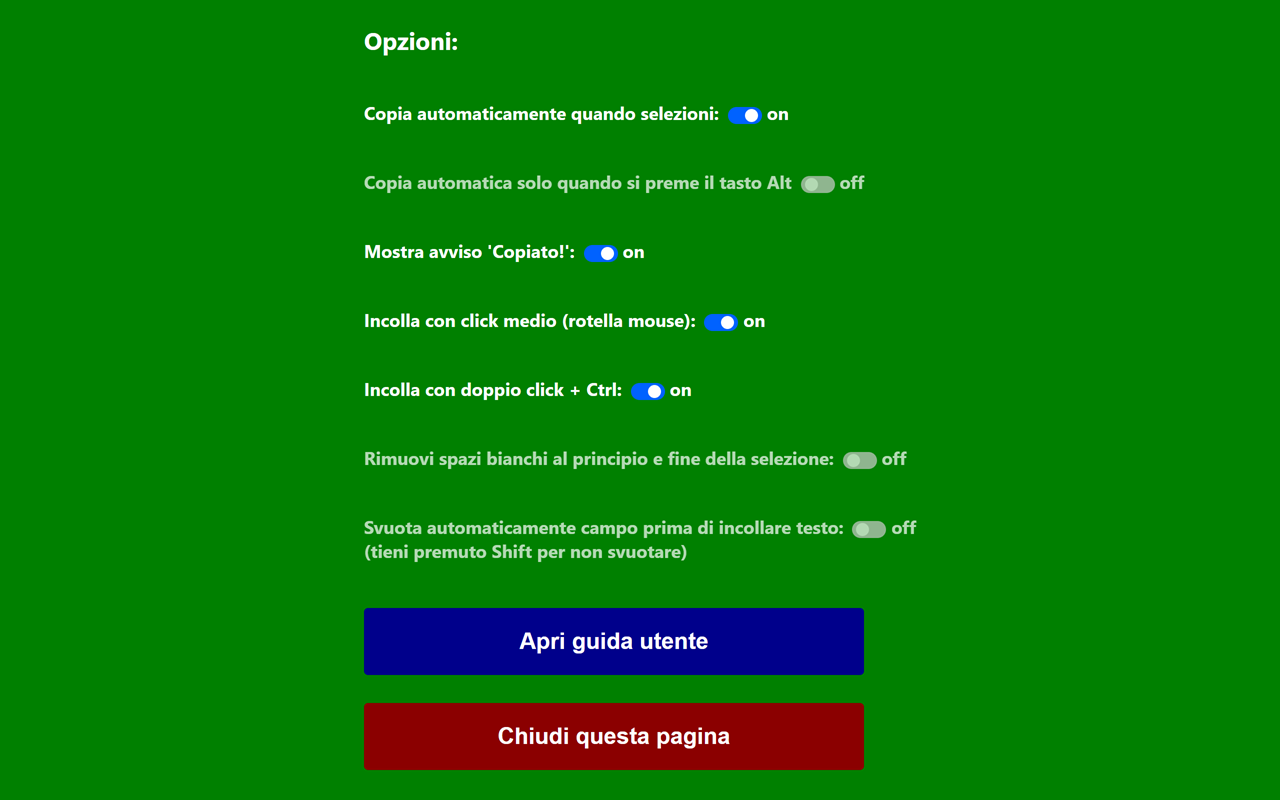 Opzioni:
Copia automaticamente quando selezioni: on
Copia automatica solo quando si preme il tasto Alt off
Mostra avviso 'Copiato!': on
Incolla con click medio (rotella mouse): on
Incolla con doppio click + Ctrl: on
Rimuovi spazi bianchi al principio e fine della selezione: off
Svuota automaticamente campo prima di incollare testo: off
(tieni premuto Shift per non svuotare)
Apri guida utente
Chiudi questa pagina